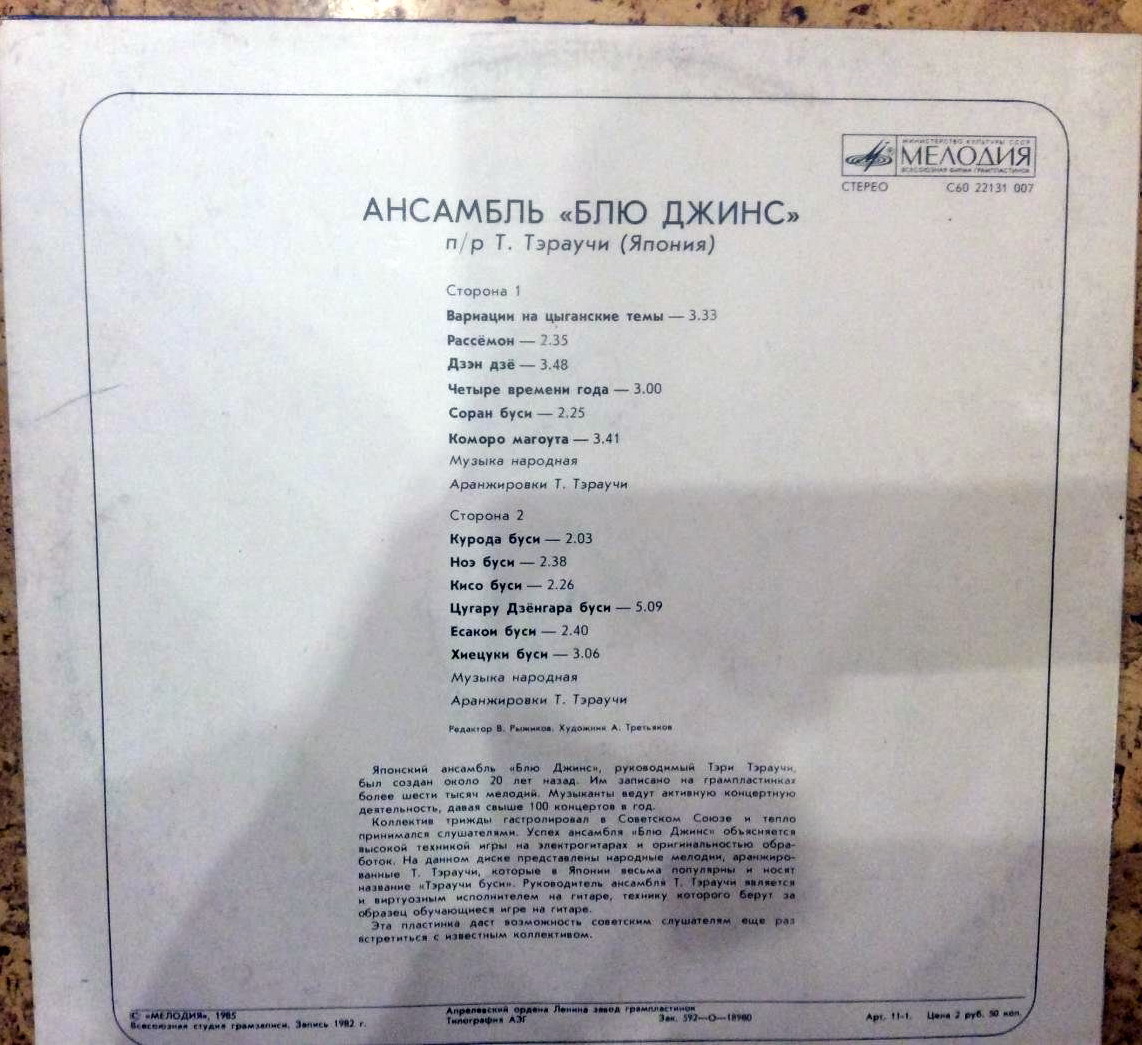 МИНИСТЕРСТВО КУЛЬТУРЫ СССР
МЕЛОДИЯ
ВСЕСОЮЗНАЯ ФИРМА ГРАМПЛАСТИНОК
СТЕРЕО С60 22131 007
АНСАМБЛЬ «БЛЮ ДЖИНС»
п/р Т. Тэраучи (Япония)
Сторона 1
Вариации на цыганские темы — 3.33
Рассёмон — 2.35
Дзэн дзё — 3.48
Четыре времени года — 3.00
Соран буси — 2.25
Коморо магоута — 3.41
Музыка народная
Аранжировки Т. Тэраучи
Сторона 2
Курода буси — 2.03
Ноэ буси — 2.38
Кисо буси — 2.26
Цугару Дзёнгара буси — 5.09
Есакои буси — 2.40
Хиецуки буси — 3.06
Музыка народная
Аранжировки Т. Тэраучи
Редактор В. Рыжиков. Художник А. Третьяков
Японский ансамбль «Блю Джинс», руководимый Тэри Тэраучи,
был создан около 20 лет назад. Им записано на грампластинках
более шести тысяч мелодий. Музыканты ведут активную концертную
деятельность, давая свыше 100 концертов в год.
Коллектив трижды гастролировал в Советском Союзе и тепло
принимался слушателями. Успех ансамбля «Блю Джинс» объясняется
высокой техникой игры на электрогитарах и оригинальностью обра-
боток. На данном диске представлены народные мелодии, аранжиро-
ванные Т. Тэраучи, которые в Японии весьма популярны и носят
название «Тэраучи буси». Руководитель ансамбля Т. Тэраучи является
и виртуозным исполнителем на гитаре, технику которого берут за
образец обучающиеся игре на гитаре.
Эта пластинка даст возможность советским слушателям еще раз
встретиться с известным коллективом.
© «МЕЛОДИЯ», 1985
Всесоюзная студия грамзаписи. Запись 1982 г.
Апрелевский ордена Ленина завод грампластинок
Типография АЗГ Зак. 592—О—18980
Арт. 11-1. Цена 2 руб. 50 коп.